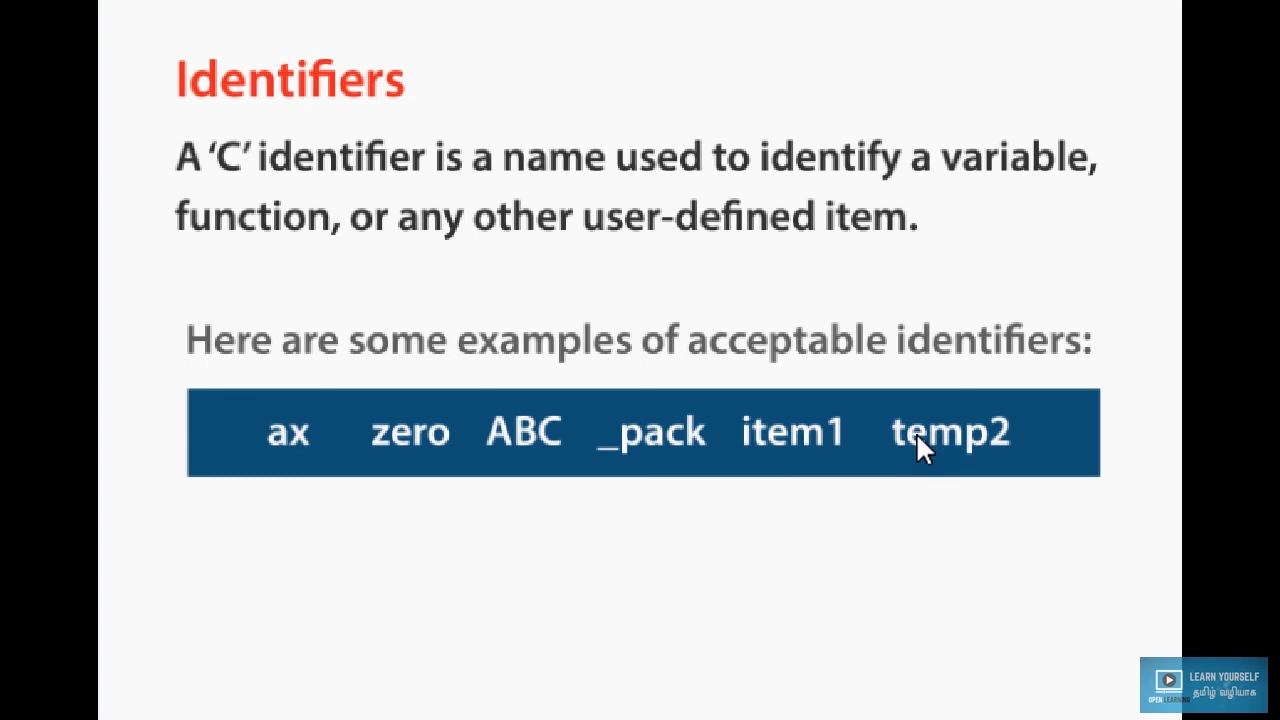 Identifiers
A ‘C’ identifier is a name used to identify a variable,
function, or any other user-defined item.
Here are some examples of acceptable identifiers:
ax zero ABC _pack item1 temp2
LEARN YOURSELF
தமிழ் வழியாக
OPEN LEARNING